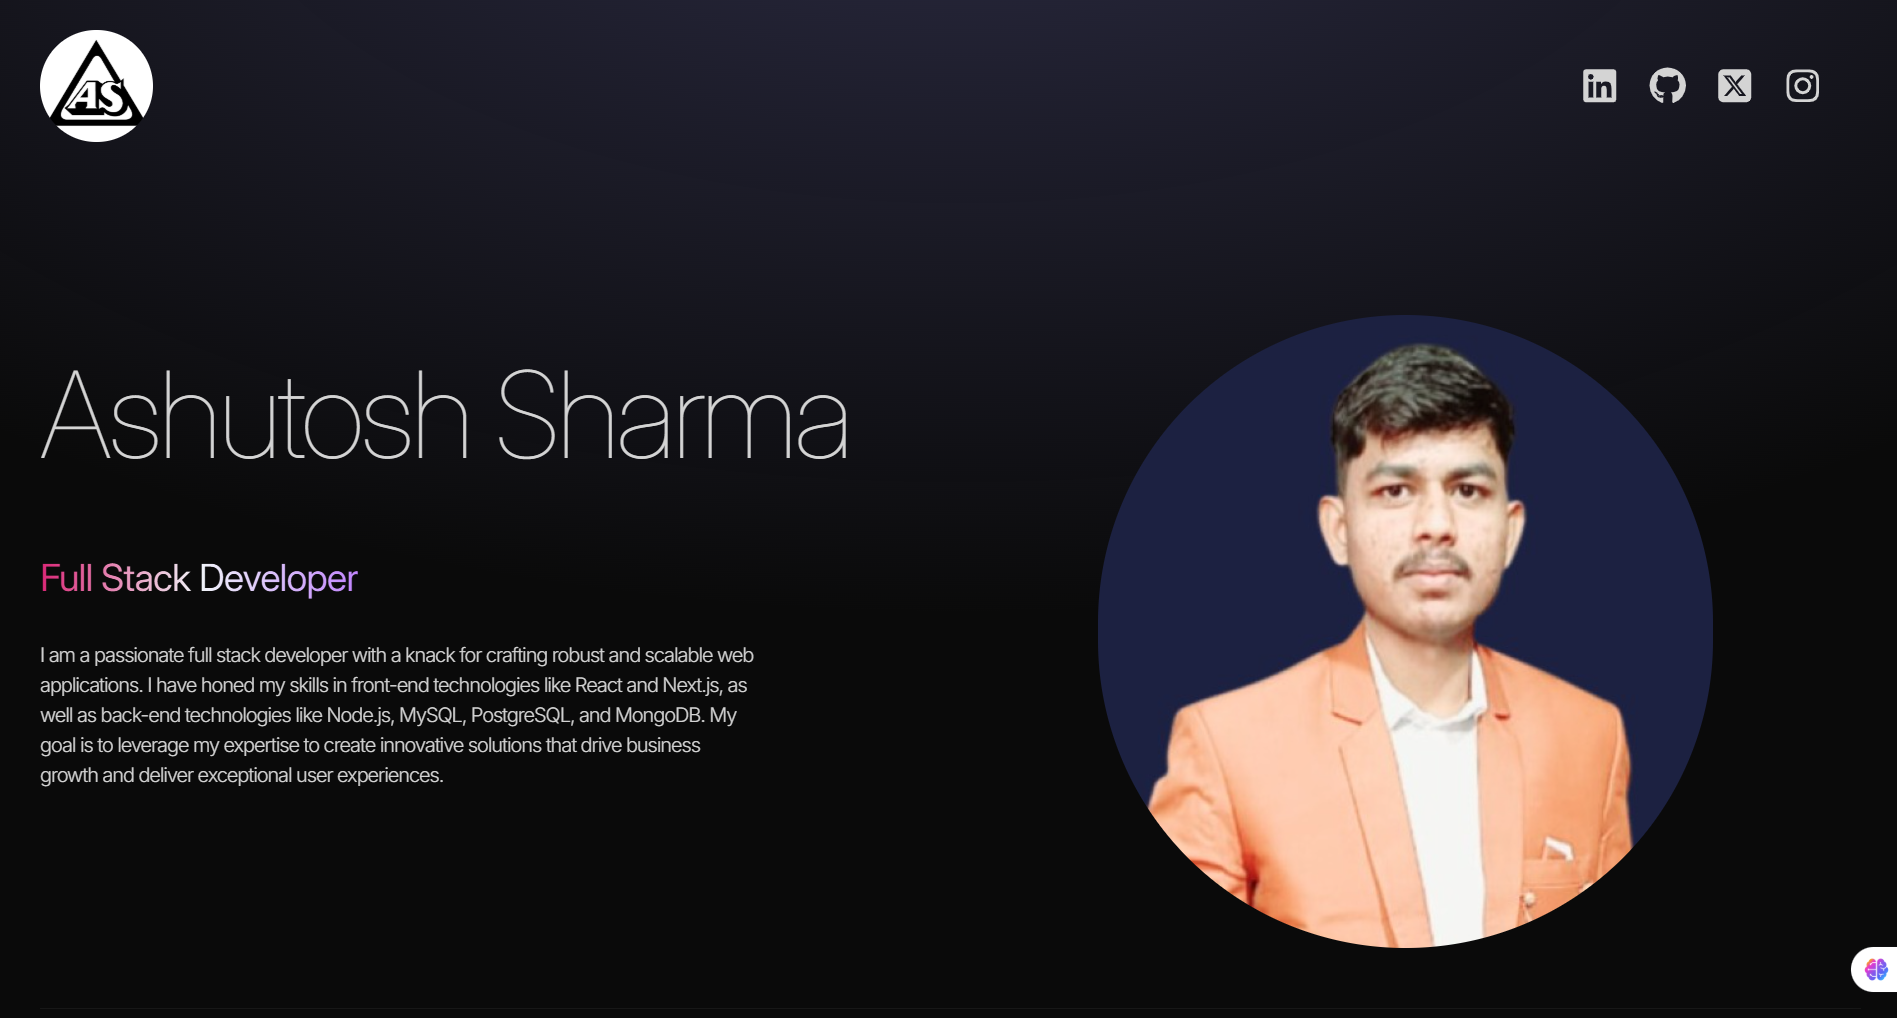 AS
Ashutosh Sharma
Full Stack Developer
I am a passionate full stack developer with a knack for crafting robust and scalable web
applications. I have honed my skills in front-end technologies like React and Next.js, as
well as back-end technologies like Node.js, MySQL, PostgreSQL, and MongoDB. My
goal is to leverage my expertise to create innovative solutions that drive business
growth and deliver exceptional user experiences.